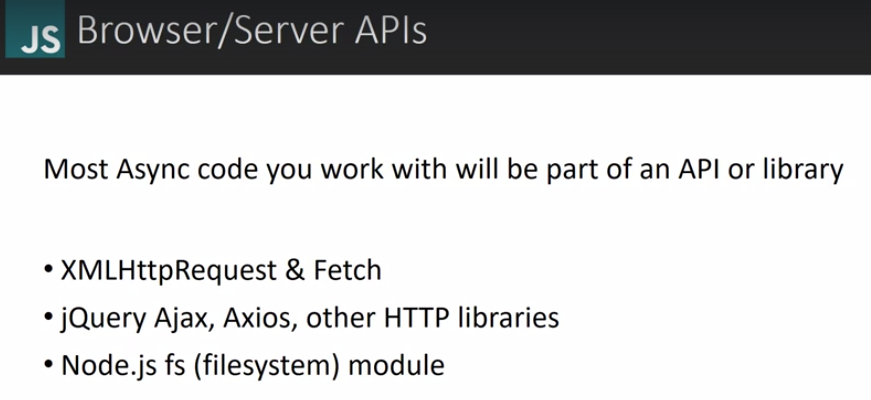 JS Browser/Server APIs
Most Async code you work with will be part of an API or library
• XMLHttpRequest & Fetch
• jQuery Ajax, Axios, other HTTP libraries
• Node.js fs (filesystem) module